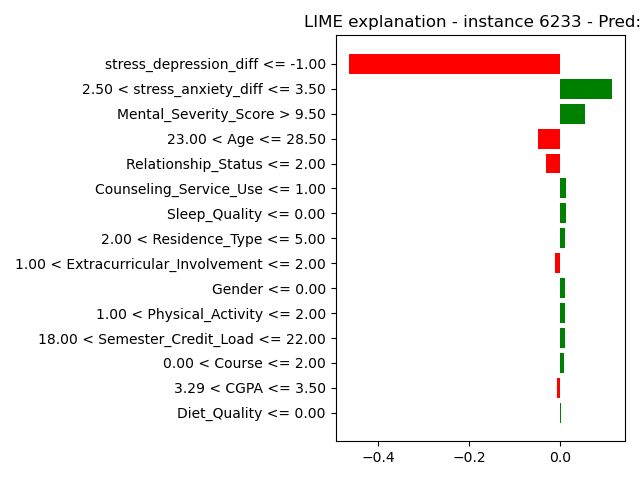 LIME explanation - instance 6233 - Pred:
stress_depression_diff <= -1.00
2.50 < stress_anxiety_diff <= 3.50
Mental_Severity_Score > 9.50
23.00 < Age <= 28.50
Relationship_Status <= 2.00
Counseling_Service_Use <= 1.00
Sleep_Quality <= 0.00
2.00 < Residence_Type <= 5.00
1.00 < Extracurricular_Involvement <= 2.00
Gender <= 0.00
1.00 < Physical_Activity <= 2.00
18.00 < Semester_Credit_Load <= 22.00
0.00 < Course <= 2.00
3.29 < CGPA <= 3.50
Diet_Quality <= 0.00
−0.4 −0.2 0.0